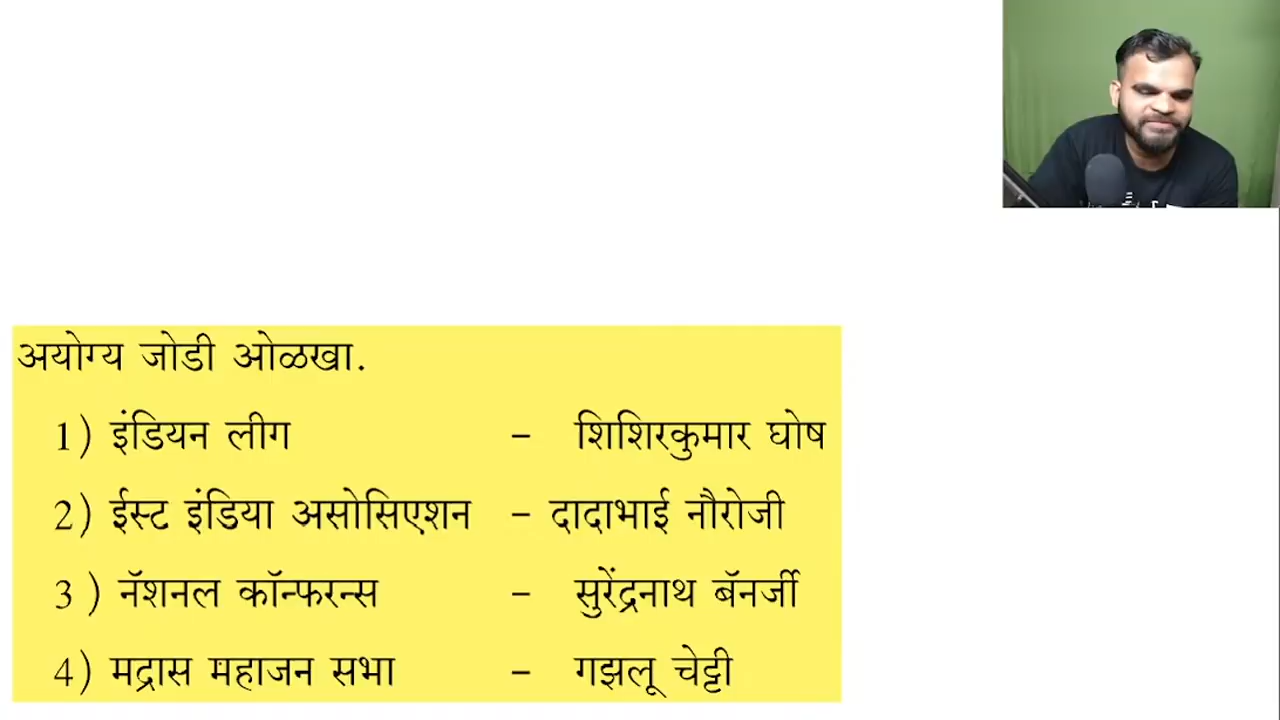 अयोग्य जोडी ओळखा.
1) इंडियन लीग – शिशिरकुमार घोष
2) ईस्ट इंडिया असोसिएशन – दादाभाई नौरोजी
3 ) नॅशनल कॉन्फरन्स – सुरेंद्रनाथ बॅनर्जी
4) मद्रास महाजन सभा – गझलू चेट्टी